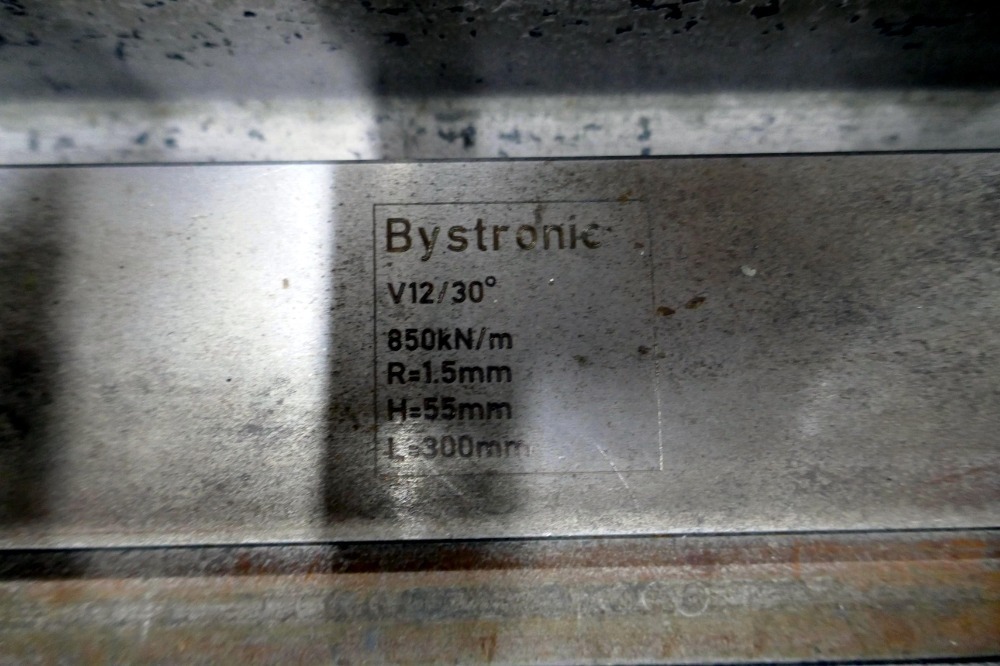 Bystronic
V12/30°
850kN/m
R=1.5mm
H=55mm
L=300mm